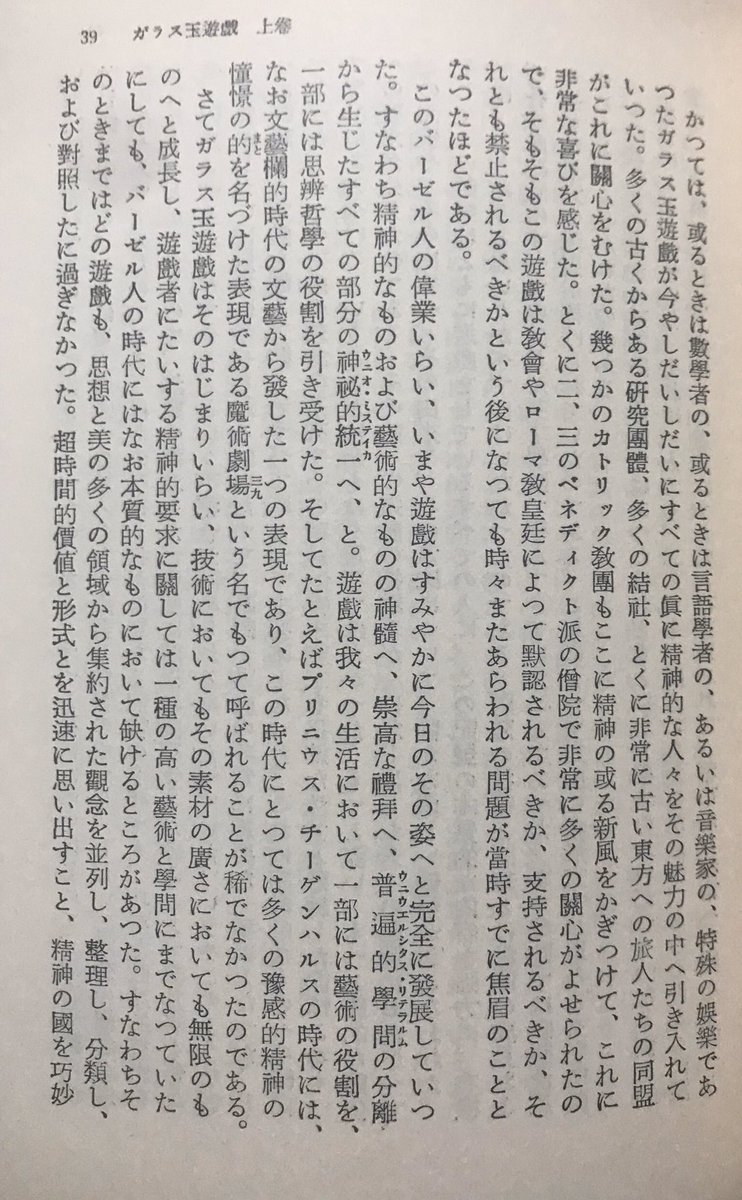 39　ガラス玉遊戲　上卷
かつては、或るときは數學者の、或るときは言語學者の、あるいは音樂家の、特殊の娯樂であ
つたガラス玉遊戲が今やしだいしだいにすべての眞に精神的な人々をその魅力の中へ引き入れて
いつた。多くの古くからある硏究團體、多くの結社、とくに非常に古い東方への旅人たちの同盟
がこれに關心をむけた。幾つかのカトリック敎團もここに精神の或る新風をかぎつけて、これに
非常な喜びを感じた。とくに二、三のベネディクト派の僧院で非常に多くの關心がよせられたの
で、そもそもこの遊戲は敎會やローマ敎皇廷によつて默認されるべきか、支持されるべきか、そ
れとも禁止されるべきかという後になつても時々またあらわれる問題が當時すでに焦眉のことと
なつたほどである。
このバーゼル人の偉業いらい、いまや遊戲はすみやかに今日のその姿へと完全に發展していつ
た。すなわち精神的なものおよび藝術的なものの神髓へ、崇高な禮拜へ、普遍的學問の分離
ウニウエルシタス・リテラルム
から生じたすべての部分の神祕的統一へ、と。遊戲は我々の生活において一部には藝術の役割を、
ウニオ・ミステイカ
一部には思辨哲學の役割を引き受けた。そしてたとえばプリニウス・チーゲンハルスの時代には、
なお文藝欄的時代の文藝から發した一つの表現であり、この時代にとつては多くの豫感的精神の
憧憬の的を名づけた表現である魔術劇場という名でもつて呼ばれることが稀でなかつたのである。
まと
三九
さてガラス玉遊戲はそのはじまりいらい、技術においてもその素材の廣さにおいても無限のも
のへと成長し、遊戲者にたいする精神的要求に關しては一種の高い藝術と學問にまでなつていた
にしても、バーゼル人の時代にはなお本質的なものにおいて缺けるところがあつた。すなわちそ
のときまではどの遊戲も、思想と美の多くの領域から集約された觀念を並列し、整理し、分類し、
および對照したに過ぎなかつた。超時間的價値と形式とを迅速に思い出すこと、精神の國を巧妙